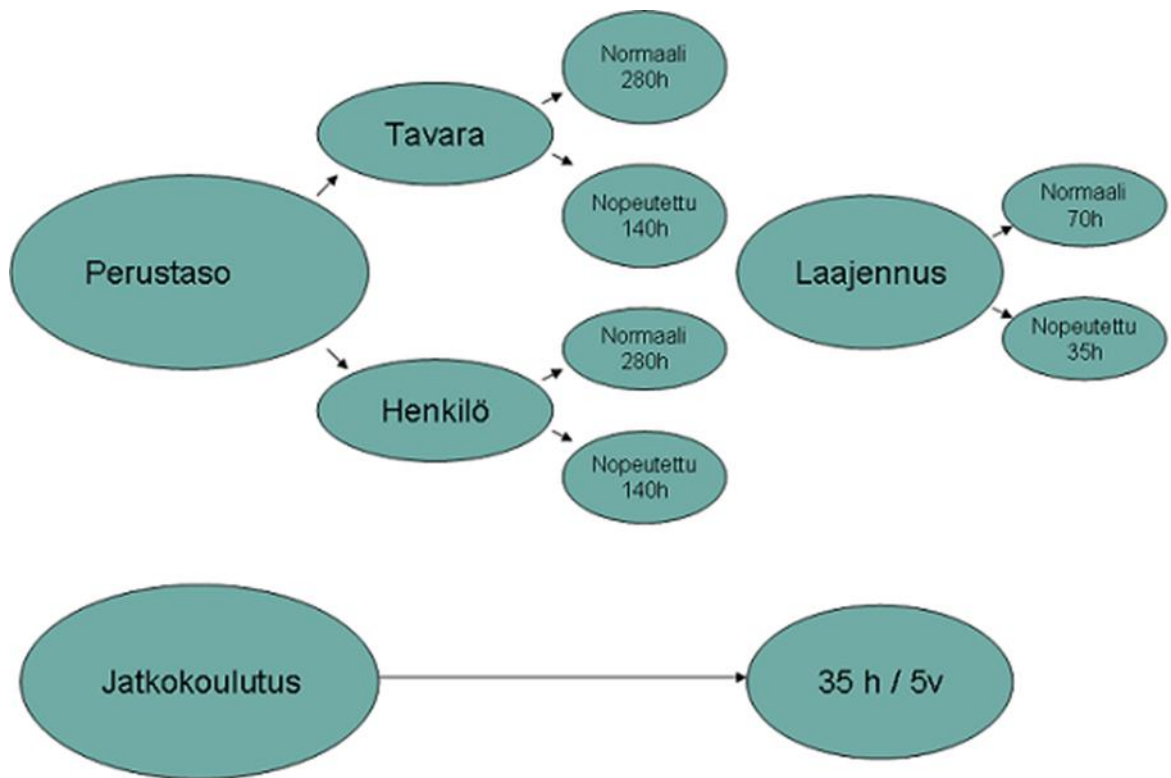 Perustaso
Tavara
Normaali
280h
Nopeutettu
140h
Henkilö
Normaali
280h
Nopeutettu
140h
Laajennus
Normaali
70h
Nopeutettu
35h
Jatkokoulutus
35 h / 5v